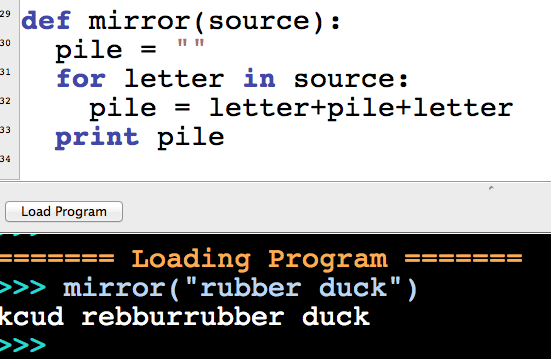 29 def mirror(source):
30 pile = ""
31 for letter in source:
32 pile = letter+pile+letter
33 print pile
34
Load Program
>>>
======= Loading Program =======
>>> mirror("rubber duck")
kcud rebburrubber duck
>>>